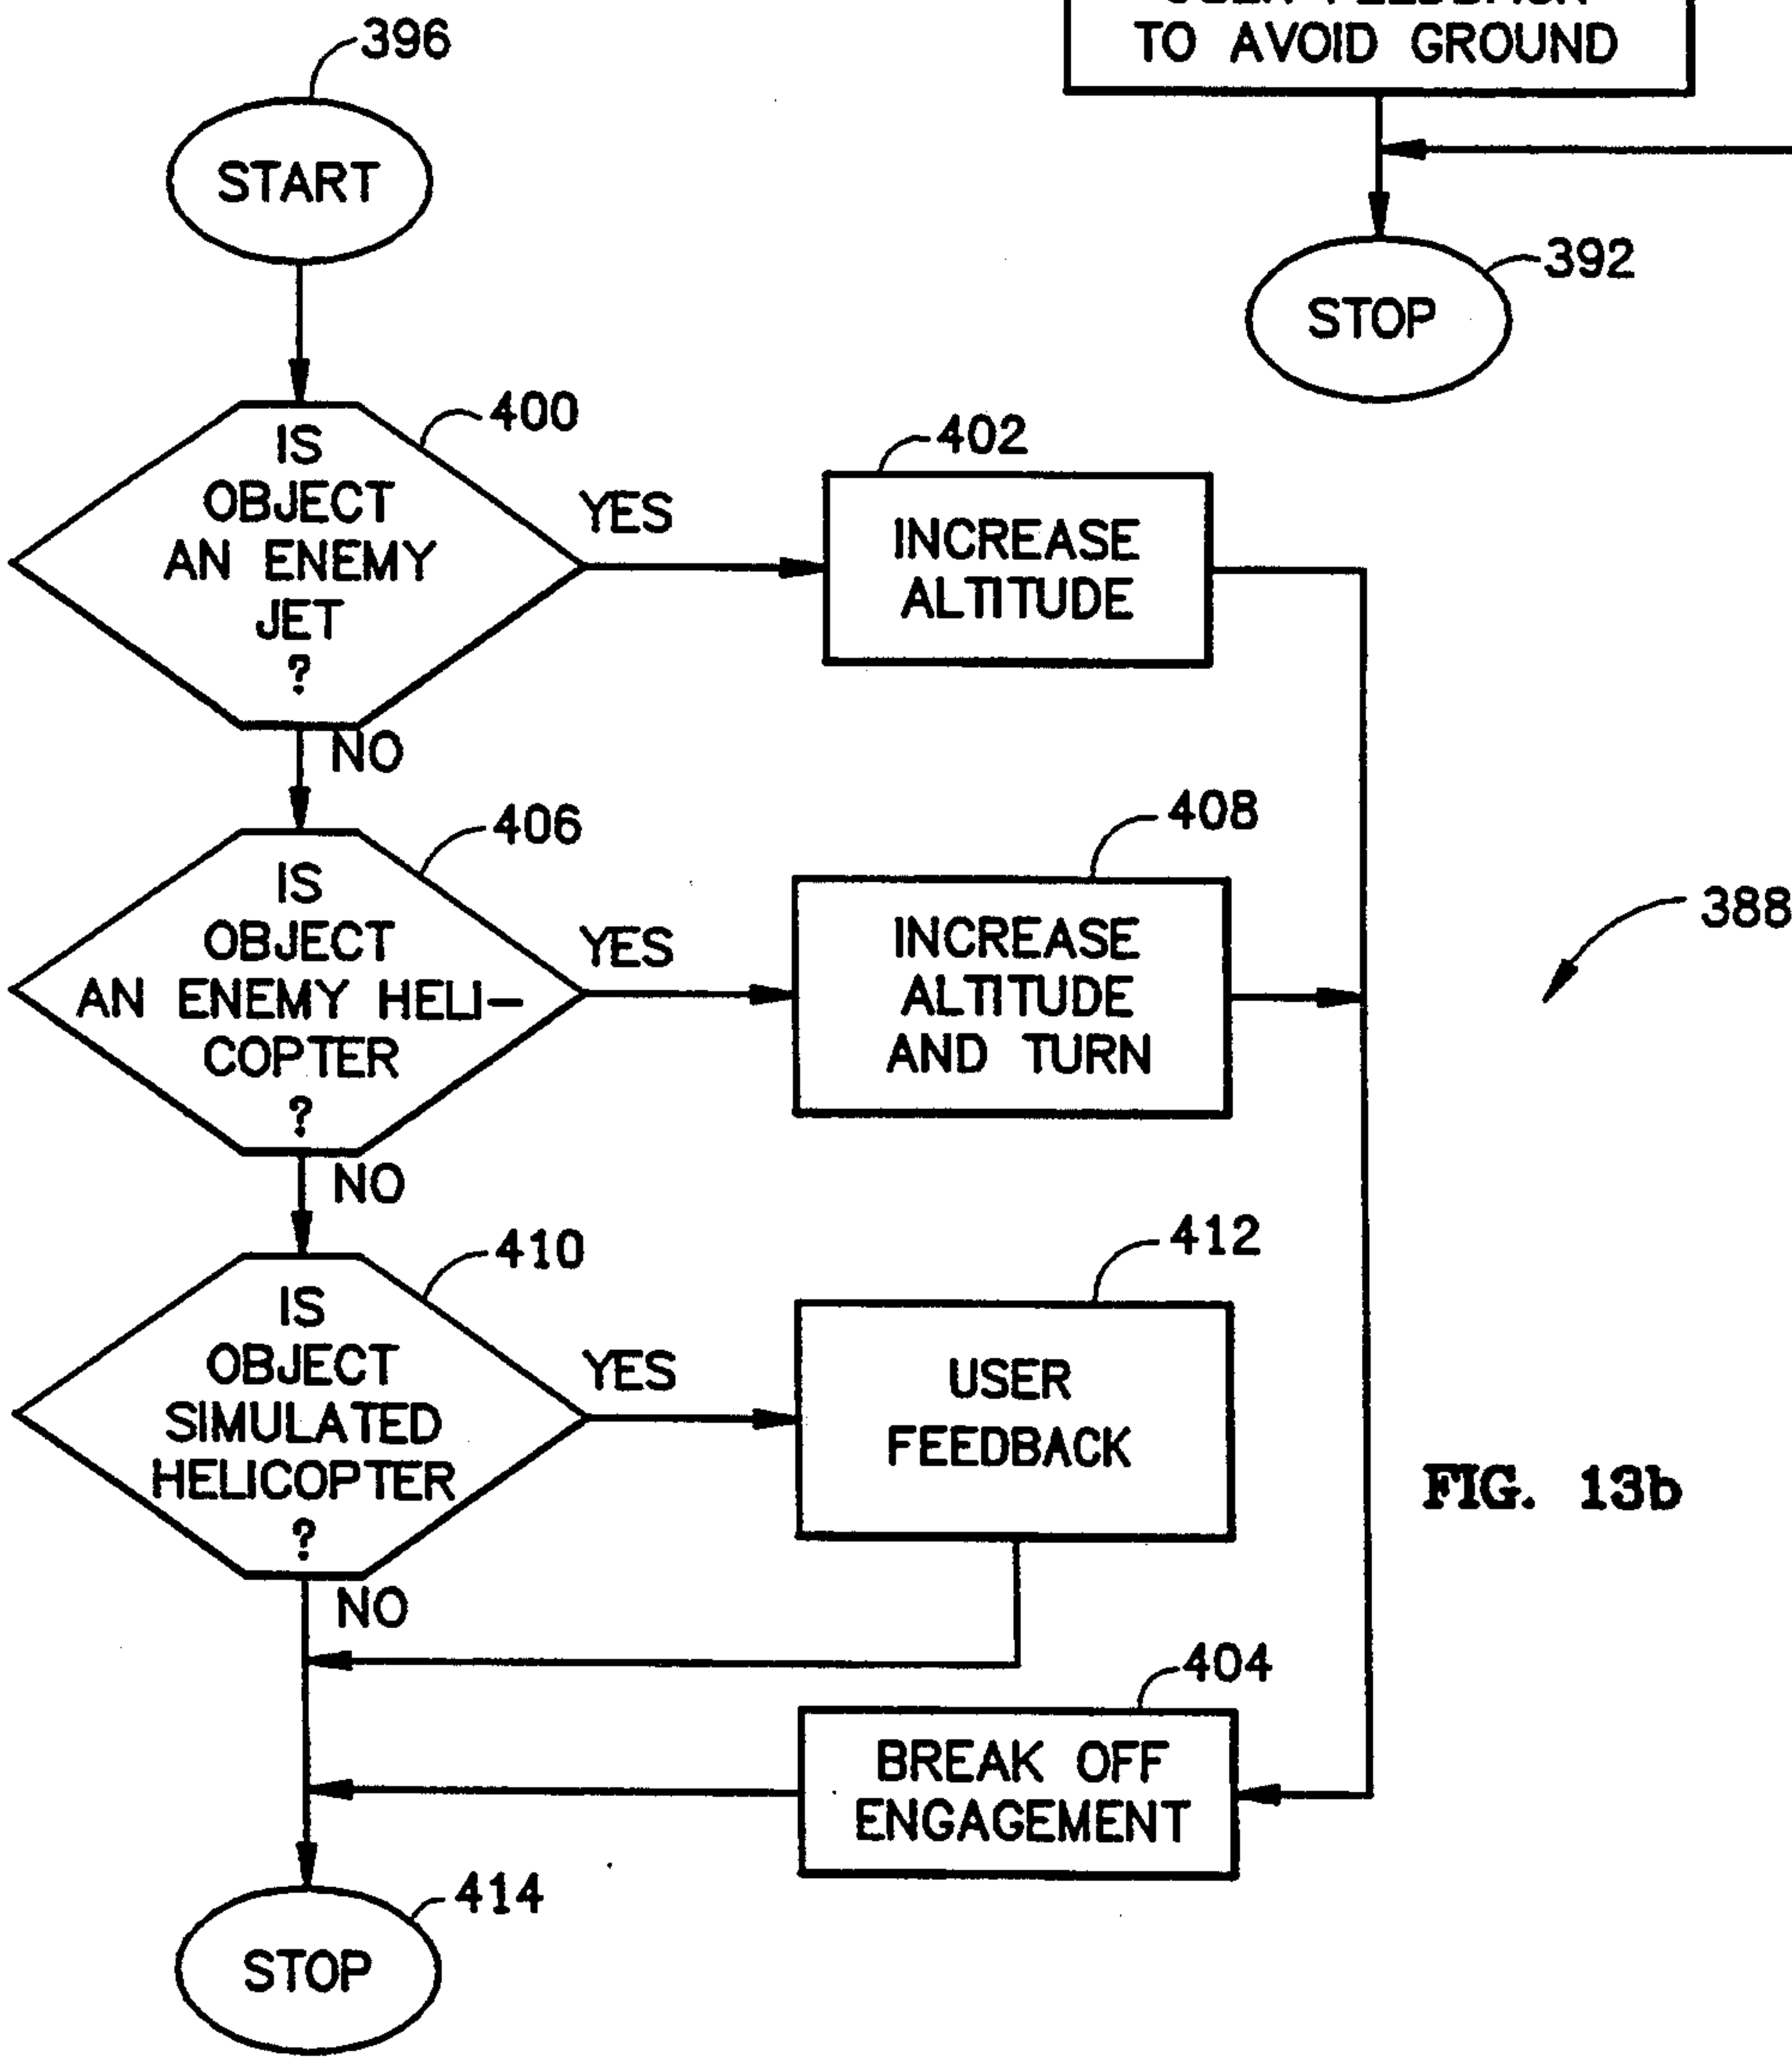 396
START
TO AVOID GROUND
392
STOP
400
IS
OBJECT
AN ENEMY
JET
?
YES
402
INCREASE
ALTITUDE
NO
406
IS
OBJECT
AN ENEMY HELI-
COPTER
?
YES
408
INCREASE
ALTITUDE
AND TURN
388
NO
410
IS
OBJECT
SIMULATED
HELICOPTER
?
YES
412
USER
FEEDBACK
FIG. 13b
NO
404
BREAK OFF
ENGAGEMENT
414
STOP